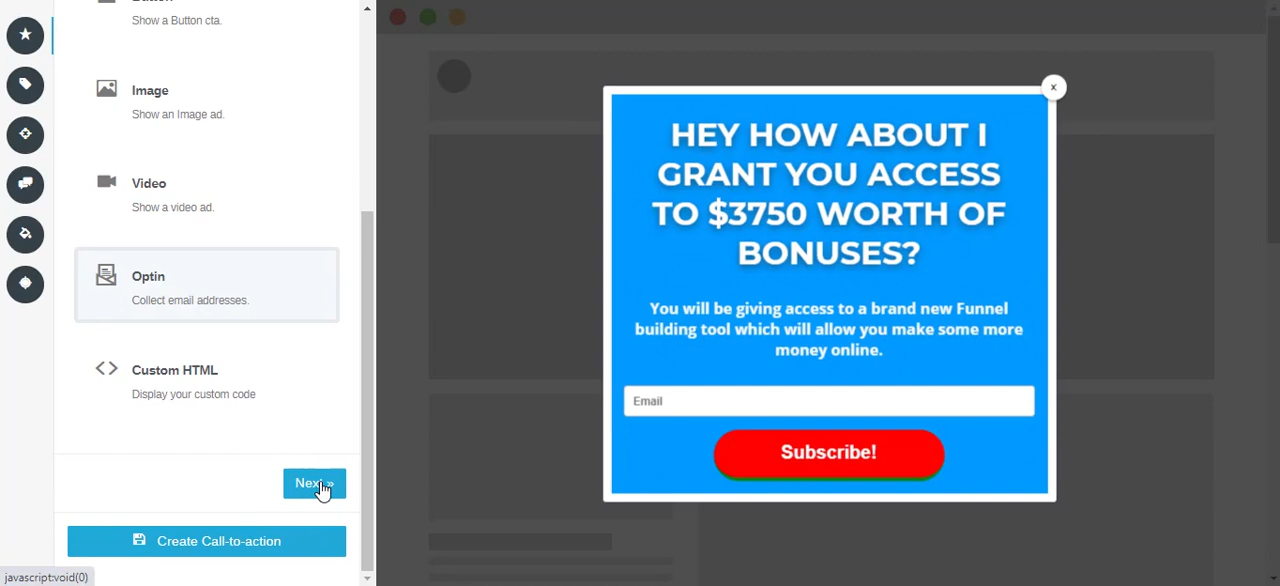 Show a Button cta.
Image
Show an Image ad.
Video
Show a video ad.
Optin
Collect email addresses.
Custom HTML
Display your custom code
Next »
Create Call-to-action
javascript:void(0)
x
HEY HOW ABOUT I
GRANT YOU ACCESS
TO $3750 WORTH OF
BONUSES?
You will be giving access to a brand new Funnel
building tool which will allow you make some more
money online.
Email
Subscribe!